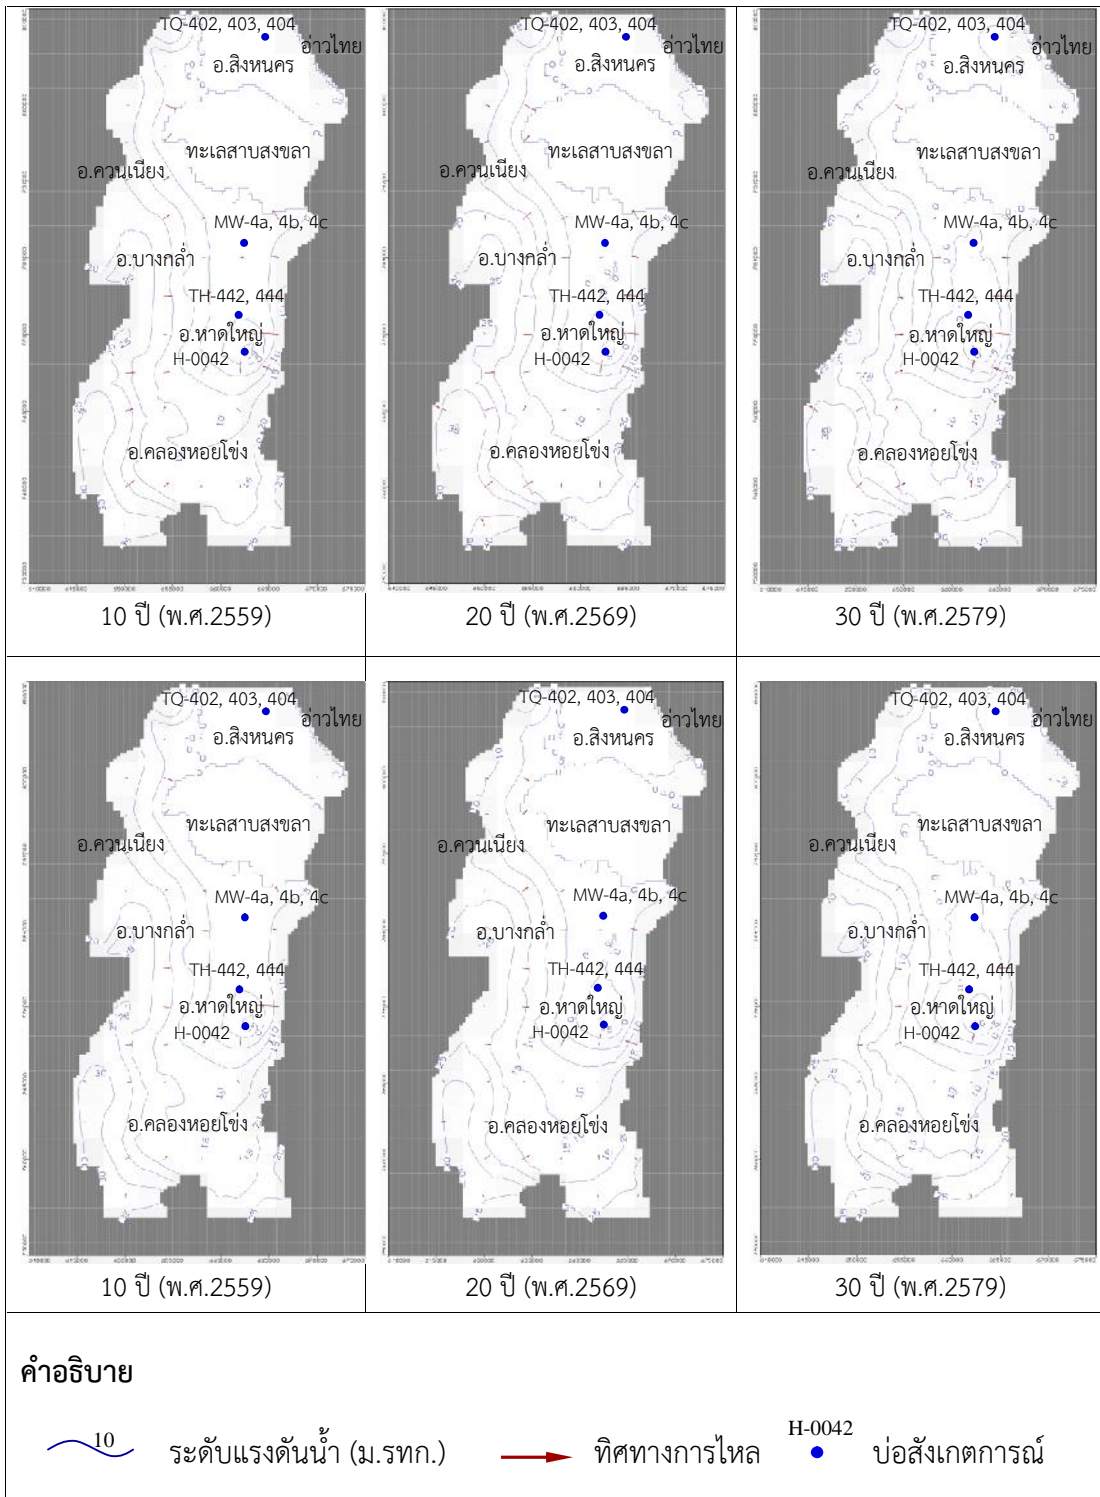 TQ-402, 403, 404
อ่าวไทย
อ.สิงหนคร
ทะเลสาบสงขลา
อ.ควนเนียง
MW-4a, 4b, 4c
อ.บางกล่ำ
TH-442, 444
อ.หาดใหญ่
H-0042
อ.คลองหอยโข่ง
10 ปี (พ.ศ.2559)
TQ-402, 403, 404
อ่าวไทย
อ.สิงหนคร
ทะเลสาบสงขลา
อ.ควนเนียง
MW-4a, 4b, 4c
อ.บางกล่ำ
TH-442, 444
อ.หาดใหญ่
H-0042
อ.คลองหอยโข่ง
20 ปี (พ.ศ.2569)
TQ-402, 403, 404
อ่าวไทย
อ.สิงหนคร
ทะเลสาบสงขลา
อ.ควนเนียง
MW-4a, 4b, 4c
อ.บางกล่ำ
TH-442, 444
อ.หาดใหญ่
H-0042
อ.คลองหอยโข่ง
30 ปี (พ.ศ.2579)
TQ-402, 403, 404
อ่าวไทย
อ.สิงหนคร
ทะเลสาบสงขลา
อ.ควนเนียง
MW-4a, 4b, 4c
อ.บางกล่ำ
TH-442, 444
อ.หาดใหญ่
H-0042
อ.คลองหอยโข่ง
10 ปี (พ.ศ.2559)
TQ-402, 403, 404
อ่าวไทย
อ.สิงหนคร
ทะเลสาบสงขลา
อ.ควนเนียง
MW-4a, 4b, 4c
อ.บางกล่ำ
TH-442, 444
อ.หาดใหญ่
H-0042
อ.คลองหอยโข่ง
20 ปี (พ.ศ.2569)
TQ-402, 403, 404
อ่าวไทย
อ.สิงหนคร
ทะเลสาบสงขลา
อ.ควนเนียง
MW-4a, 4b, 4c
อ.บางกล่ำ
TH-442, 444
อ.หาดใหญ่
H-0042
อ.คลองหอยโข่ง
30 ปี (พ.ศ.2579)
คำอธิบาย
10 ระดับแรงดันน้ำ (ม.รทก.)
ทิศทางการไหล
H-0042 บ่อสังเกตการณ์